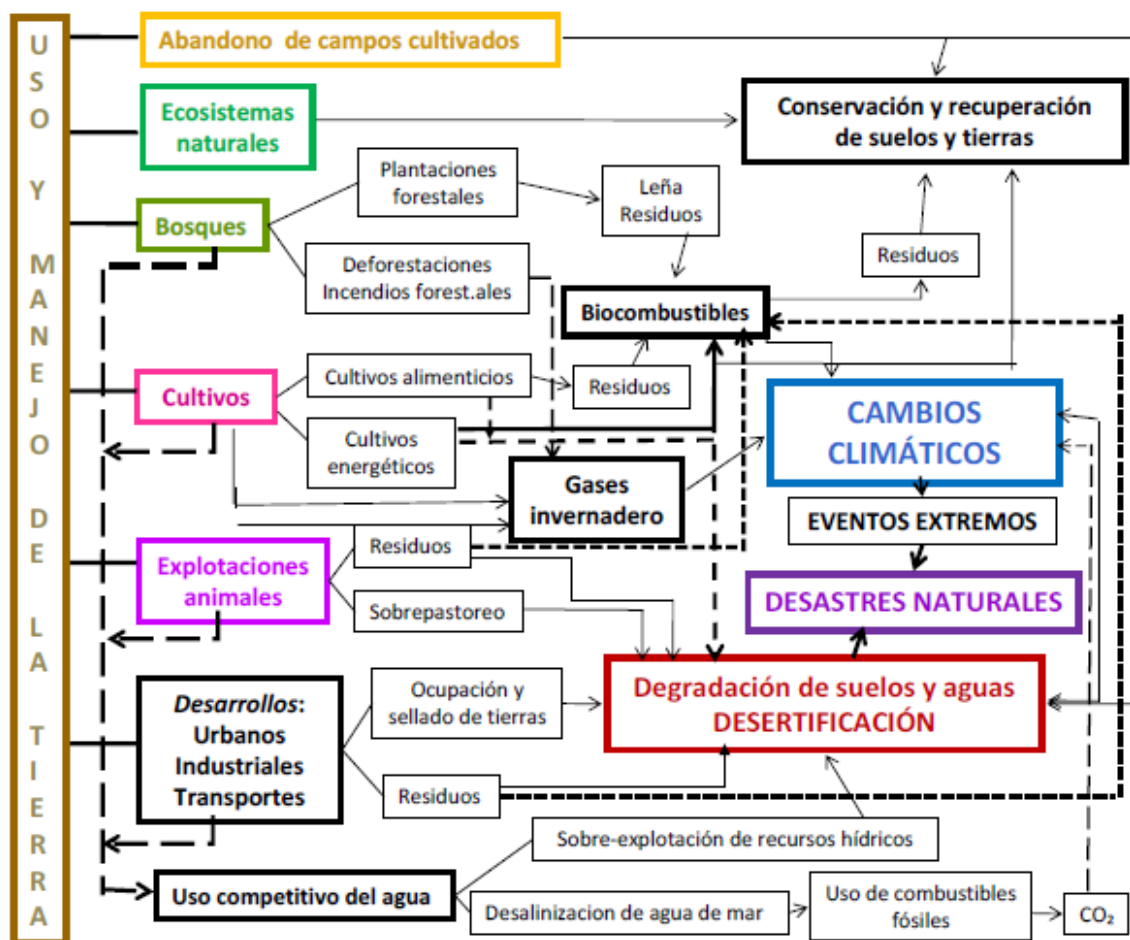 USO Y MANEJO DE LA TIERRA
Abandono de campos cultivados
Ecosistemas
naturales
Conservación y recuperación
de suelos y tierras
Plantaciones
forestales
Leña
Residuos
Bosques
Residuos
Deforestaciones
Incendios forest.ales
Biocombustibles
Cultivos alimenticios
Residuos
Cultivos
CAMBIOS
CLIMÁTICOS
Cultivos
energéticos
Gases
invernadero
EVENTOS EXTREMOS
Residuos
Explotaciones
animales
Sobrepastoreo
DESASTRES NATURALES
Ocupación y
sellado de tierras
Degradación de suelos y aguas
DESERTIFICACIÓN
Desarrollos:
Urbanos
Industriales
Transportes
Residuos
Sobre-explotación de recursos hídricos
Uso competitivo del agua
Desalinizacion de agua de mar
Uso de combustibles
fósiles
CO₂